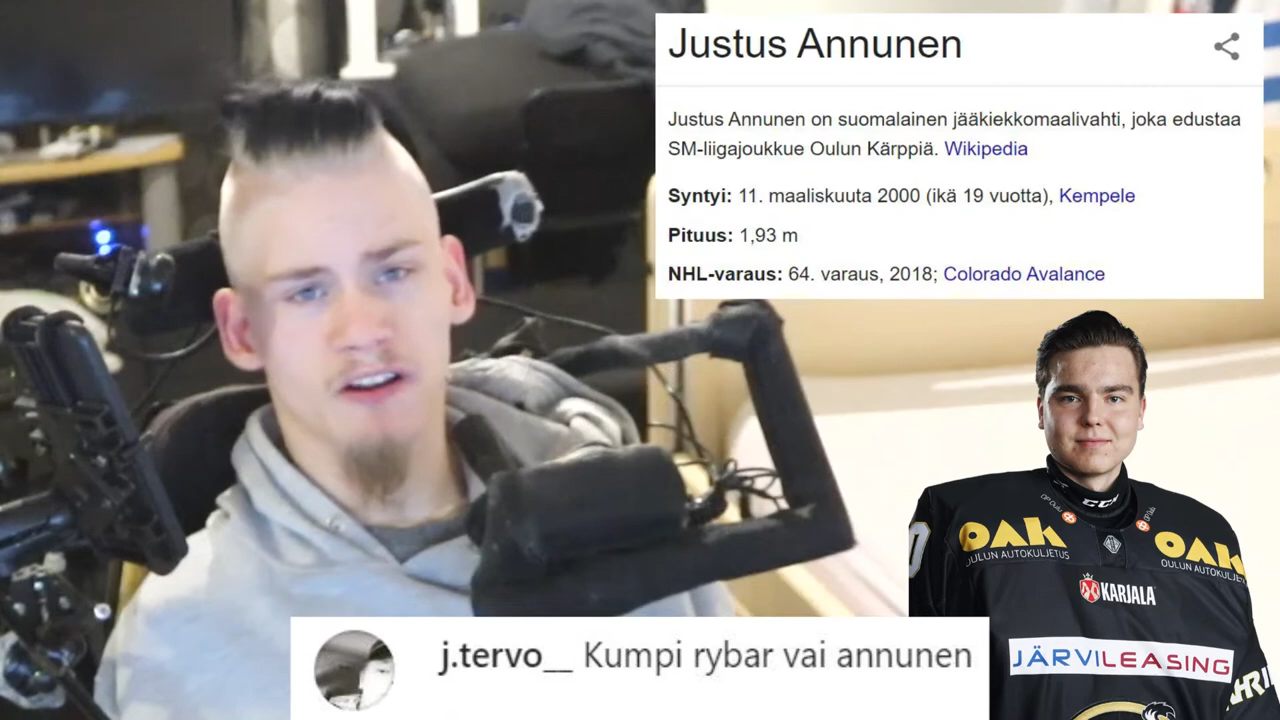 Justus Annunen
Justus Annunen on suomalainen jääkiekkomaalivahti, joka edustaa
SM-liigajoukkue Oulun Kärppiä. Wikipedia
Syntyi: 11. maaliskuuta 2000 (ikä 19 vuotta), Kempele
Pituus: 1,93 m
NHL-varaus: 64. varaus, 2018; Colorado Avalance
CCM
OAK
OULUN AUTOKULJETUS
OAK
OULUN AUTOKULJET
KARJALA
JÄRVILEASING
j.tervo__ Kumpi rybar vai annunen